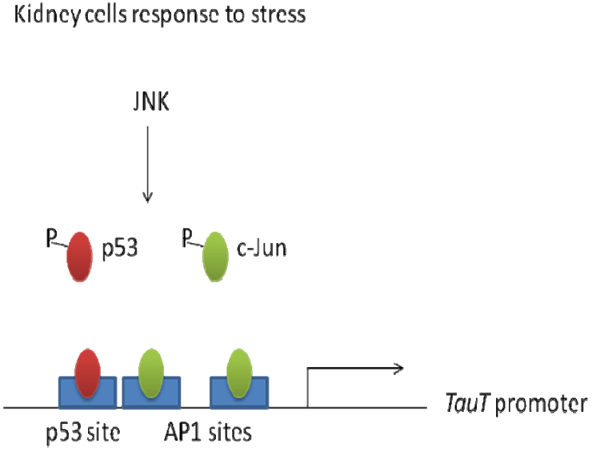 Kidney cells response to stress
JNK
P p53 P c-Jun
TauT promoter
p53 site AP1 sites